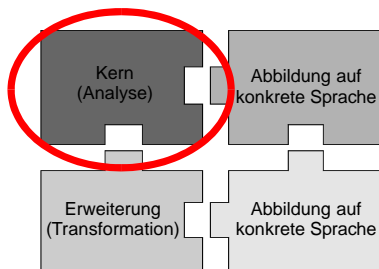 Kern
(Analyse)
Abbildung auf
konkrete Sprache
Erweiterung
(Transformation)
Abbildung auf
konkrete Sprache